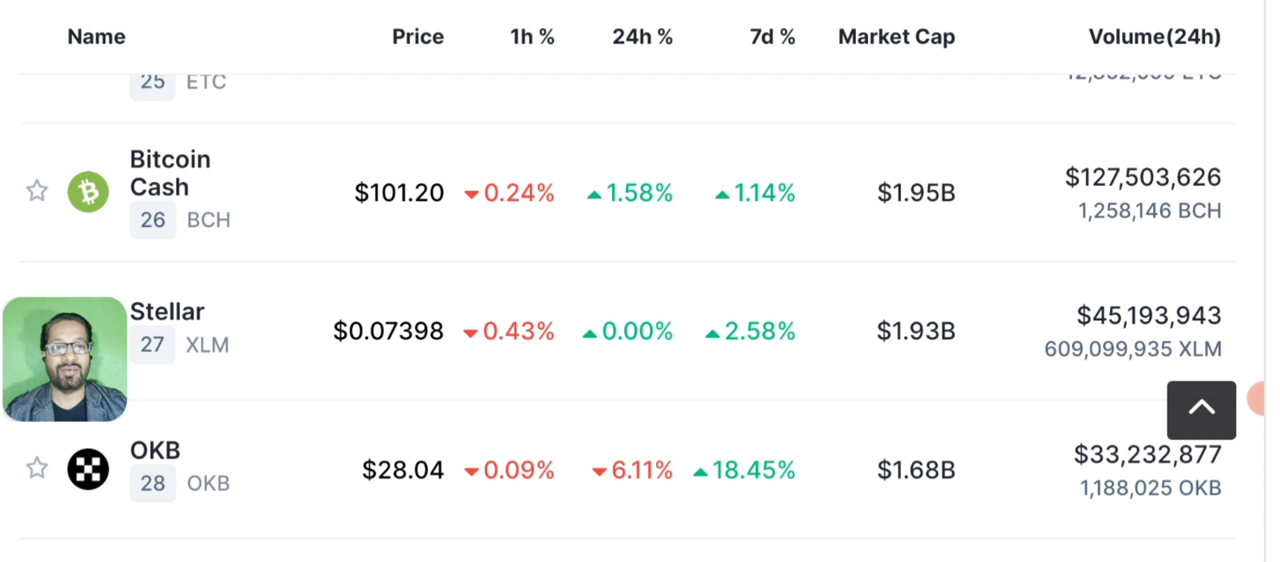 Name Price 1h % 24h % 7d % Market Cap Volume(24h)
25 ETC
Bitcoin
Cash
$101.20 0.24% 1.58% 1.14% $1.95B $127,503,626
26 BCH 1,258,146 BCH
Stellar
$0.07398 0.43% 0.00% 2.58% $1.93B $45,193,943
27 XLM 609,099,935 XLM
OKB
$28.04 0.09% 6.11% 18.45% $1.68B $33,232,877
28 OKB 1,188,025 OKB